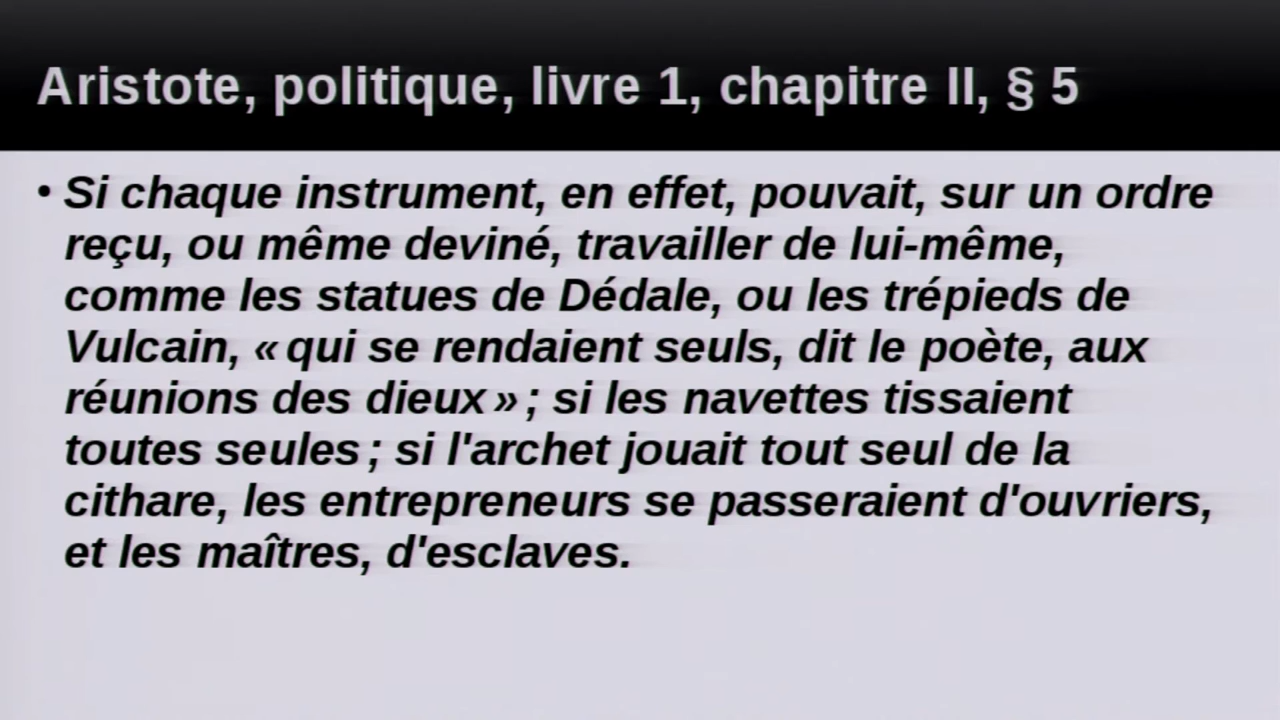 Aristote, politique, livre 1, chapitre II, § 5
• Si chaque instrument, en effet, pouvait, sur un ordre
reçu, ou même deviné, travailler de lui-même,
comme les statues de Dédale, ou les trépieds de
Vulcain, « qui se rendaient seuls, dit le poète, aux
réunions des dieux » ; si les navettes tissaient
toutes seules ; si l'archet jouait tout seul de la
cithare, les entrepreneurs se passeraient d'ouvriers,
et les maîtres, d'esclaves.